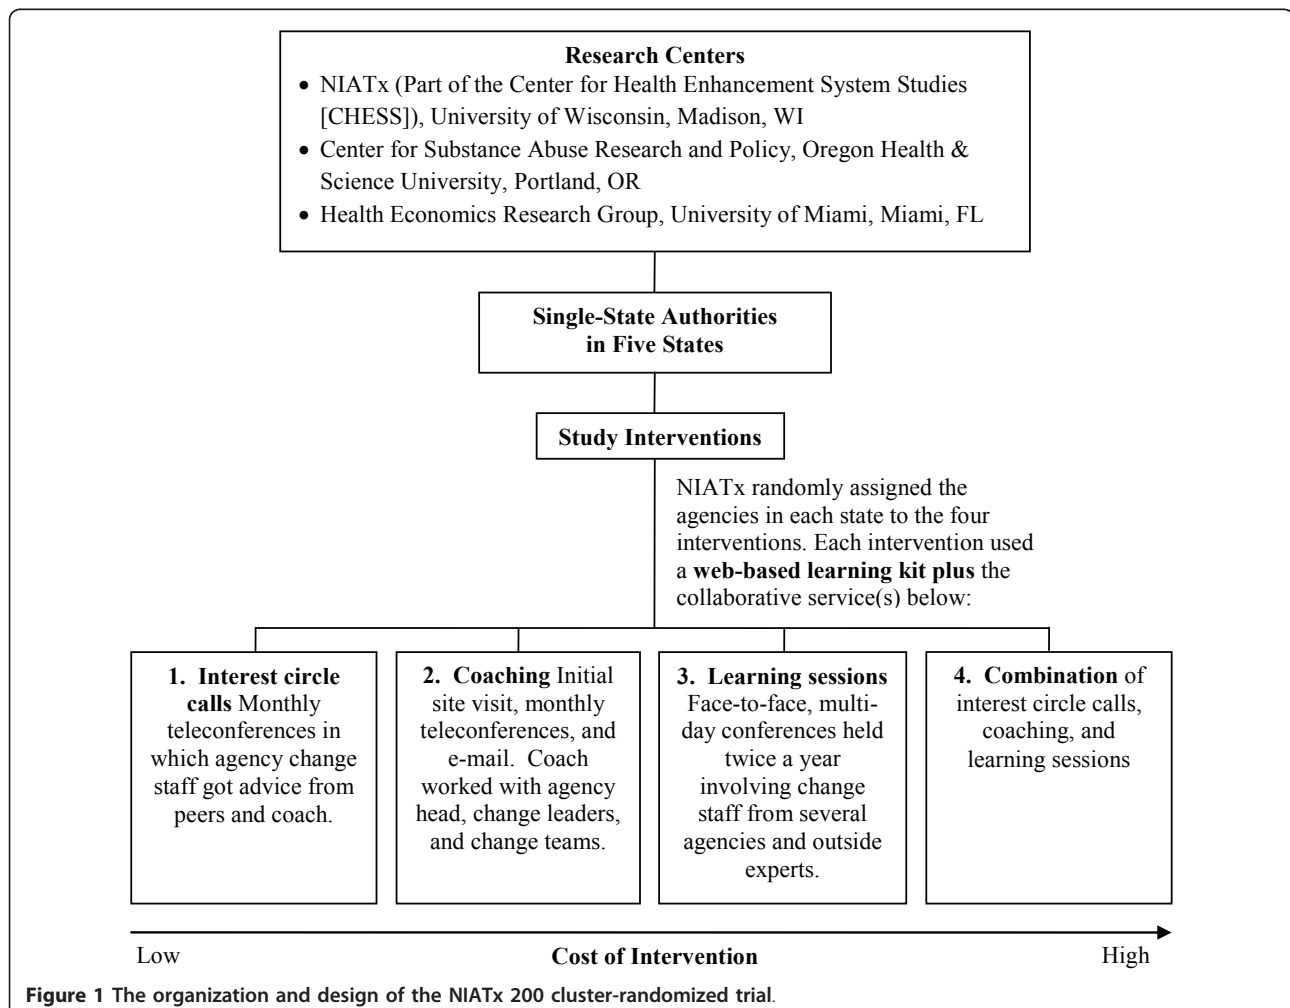 Research Centers
• NIATx (Part of the Center for Health Enhancement System Studies
[CHESS]), University of Wisconsin, Madison, WI
• Center for Substance Abuse Research and Policy, Oregon Health &
Science University, Portland, OR
• Health Economics Research Group, University of Miami, Miami, FL
Single-State Authorities
in Five States
Study Interventions
NIATx randomly assigned the
agencies in each state to the four
interventions. Each intervention used
a web-based learning kit plus the
collaborative service(s) below:
1. Interest circle
calls Monthly
teleconferences in
which agency change
staff got advice from
peers and coach.
2. Coaching Initial
site visit, monthly
teleconferences, and
e-mail. Coach
worked with agency
head, change leaders,
and change teams.
3. Learning sessions
Face-to-face, multi-
day conferences held
twice a year
involving change
staff from several
agencies and outside
experts.
4. Combination of
interest circle calls,
coaching, and
learning sessions
Low Cost of Intervention High
Figure 1 The organization and design of the NIATx 200 cluster-randomized trial.